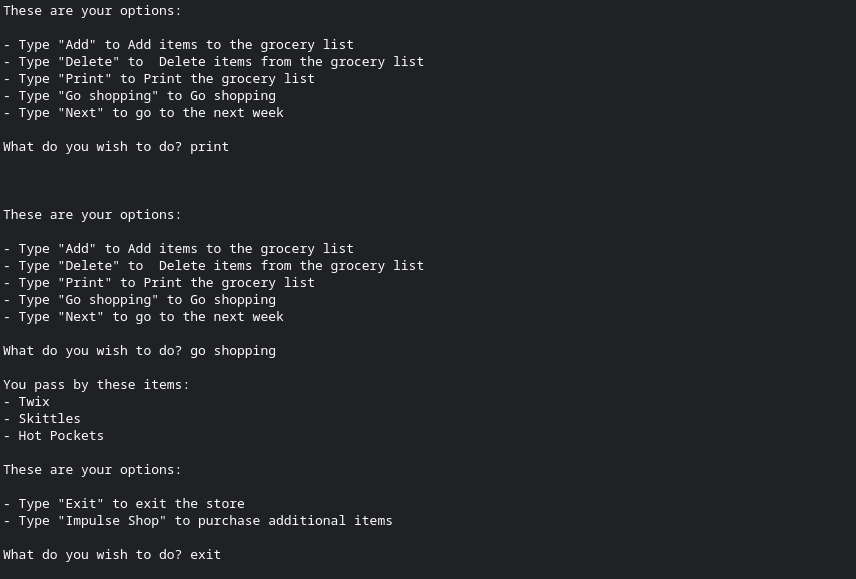 These are your options:
- Type "Add" to Add items to the grocery list
- Type "Delete" to  Delete items from the grocery list
- Type "Print" to Print the grocery list
- Type "Go shopping" to Go shopping
- Type "Next" to go to the next week
What do you wish to do? print
These are your options:
- Type "Add" to Add items to the grocery list
- Type "Delete" to  Delete items from the grocery list
- Type "Print" to Print the grocery list
- Type "Go shopping" to Go shopping
- Type "Next" to go to the next week
What do you wish to do? go shopping
You pass by these items:
- Twix
- Skittles
- Hot Pockets
These are your options:
- Type "Exit" to exit the store
- Type "Impulse Shop" to purchase additional items
What do you wish to do? exit